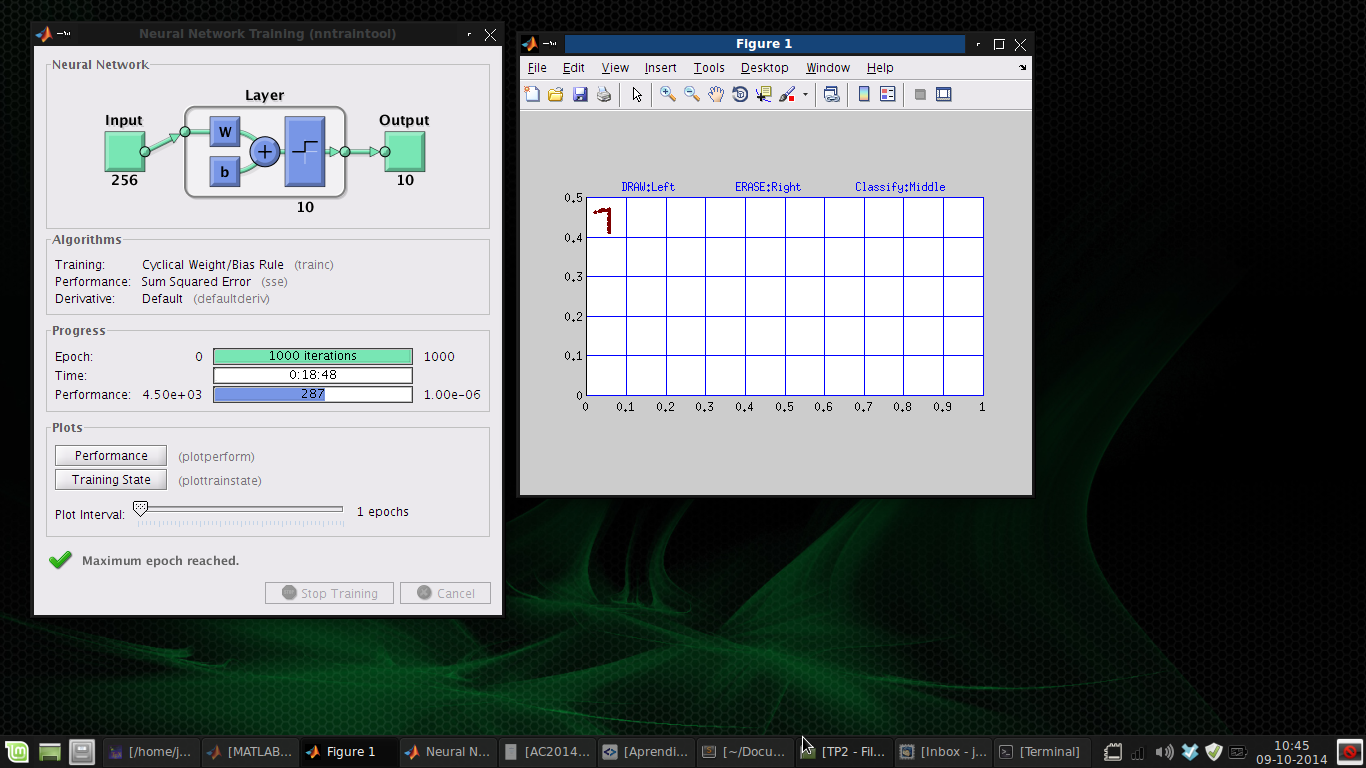 Neural Network Training (nntraintool)
Neural Network
Layer
Input
Output
W
b
256
10
10
Algorithms
Training: Cyclical Weight/Bias Rule (trainc)
Performance: Sum Squared Error (sse)
Derivative: Default (defaultderiv)
Progress
Epoch: 0 1000 iterations 1000
Time: 0:18:48
Performance: 4.50e+03 287 1.00e-06
Plots
Performance (plotperform)
Training State (plottrainstate)
Plot Interval: 1 epochs
Maximum epoch reached.
Stop Training Cancel
Figure 1
File Edit View Insert Tools Desktop Window Help
DRAW:Left ERASE:Right Classify:Middle
0.5
7
0.4
0.3
0.2
0.1
0
0 0.1 0.2 0.3 0.4 0.5 0.6 0.7 0.8 0.9 1
[/home/j... [MATLAB... Figure 1 Neural N... [AC2014... [Aprendi... [~/Docu... [TP2 - Fil... [Inbox - j... [Terminal]
10:45
09-10-2014